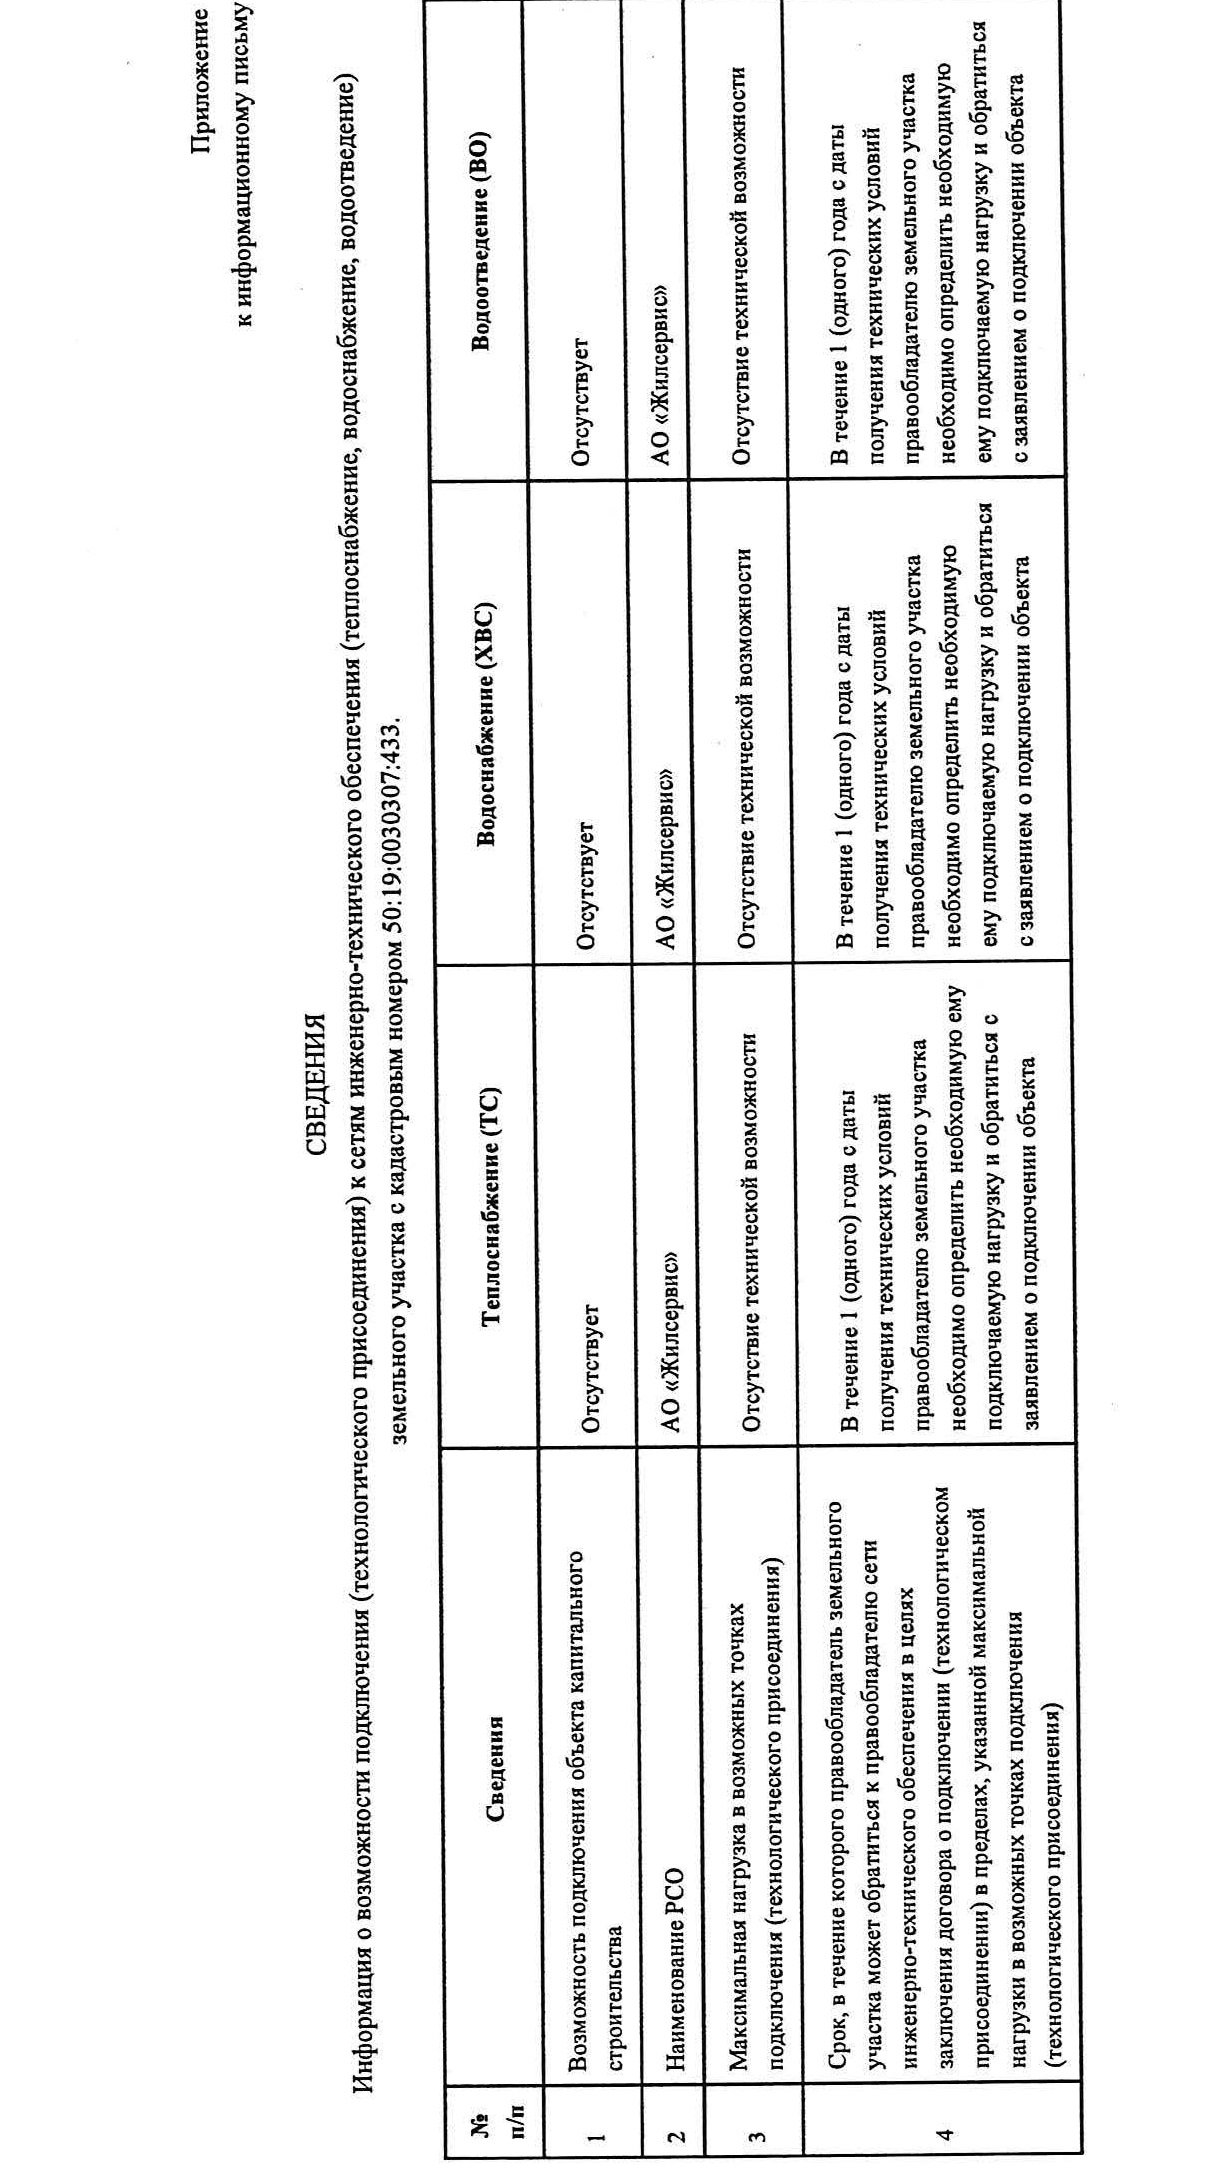 Приложение
к информационному письму
СВЕДЕНИЯ
Информация о возможности подключения (технологического присоединения) к сетям инженерно-технического обеспечения (теплоснабжение, водоснабжение, водоотведение)
земельного участка с кадастровым номером 50:19:0030307:433.
№
п/п
Сведения
Теплоснабжение (ТС)
Водоснабжение (ХВС)
Водоотведение (ВО)
1
Возможность подключения объекта капитального
строительства
Отсутствует
Отсутствует
Отсутствует
2
Наименование РСО
АО «Жилсервис»
АО «Жилсервис»
АО «Жилсервис»
3
Максимальная нагрузка в возможных точках
подключения (технологического присоединения)
Отсутствие технической возможности
Отсутствие технической возможности
Отсутствие технической возможности
4
Срок, в течение которого правообладатель земельного
участка может обратиться к правообладателю сети
инженерно-технического обеспечения в целях
заключения договора о подключении (технологическом
присоединении) в пределах, указанной максимальной
нагрузки в возможных точках подключения
(технологического присоединения)
В течение 1 (одного) года с даты
получения технических условий
правообладателю земельного участка
необходимо определить необходимую ему
подключаемую нагрузку и обратиться с
заявлением о подключении объекта
В течение 1 (одного) года с даты
получения технических условий
правообладателю земельного участка
необходимо определить необходимую
ему подключаемую нагрузку и обратиться
с заявлением о подключении объекта
В течение 1 (одного) года с даты
получения технических условий
правообладателю земельного участка
необходимо определить необходимую
ему подключаемую нагрузку и обратиться
с заявлением о подключении объекта